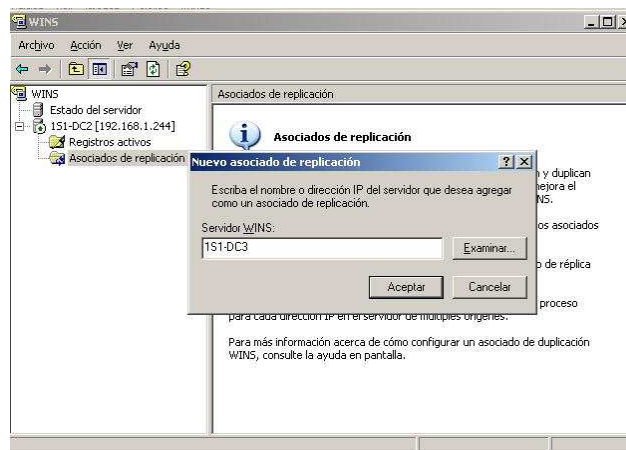 WINS
Archivo Acción Ver Ayuda
WINS
Estado del servidor
1S1-DC2 [192.168.1.244]
Registros activos
Asociados de replicación
Asociados de replicación
Asociados de replicación
Nuevo asociado de replicación
y duplican
Escriba el nombre o dirección IP del servidor que desea agregar
como un asociado de replicación.
Servidor WINS:
os asociados
1S1-DC3
Examinar...
de réplica
Aceptar
Cancelar
proceso
para cada dirección IP en el servidor de múltiples orígenes.
Para más información acerca de cómo configurar un asociado de duplicación
WINS, consulte la ayuda en pantalla.